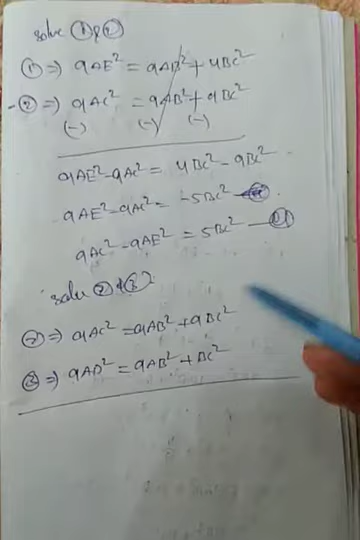 solve ① & ②
① ⇒ 9AE² = 9AB² + 4BC²
-② ⇒ 9AC² = 9AB² + 9BC²
(-) (-) (-)
9AE² - 9AC² = 4BC² - 9BC²
9AE² - 9AC² = -5BC² —
9AC² - 9AE² = 5BC² —
solve ② & ③
② ⇒ 9AC² = 9AB² + 9BC²
③ ⇒ 9AD² = 9AB² + BC²